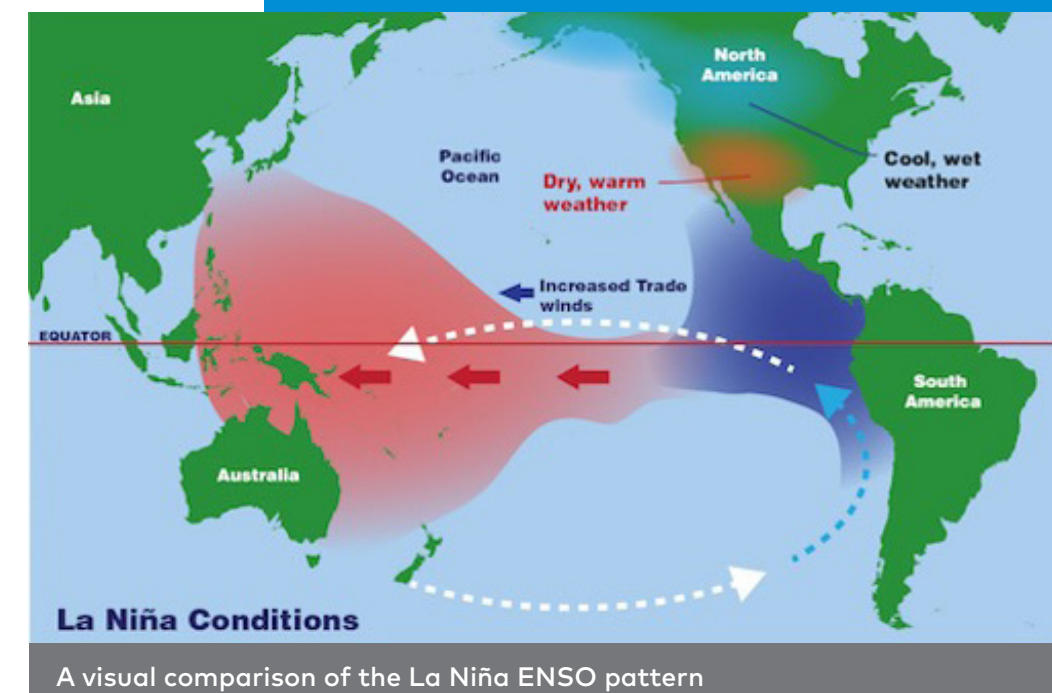 North
America
Asia
Pacific
Ocean
Cool, wet
weather
Dry, warm
weather
Increased Trade
winds
EQUATOR
South
America
Australia
La Niña Conditions
A visual comparison of the La Niña ENSO pattern